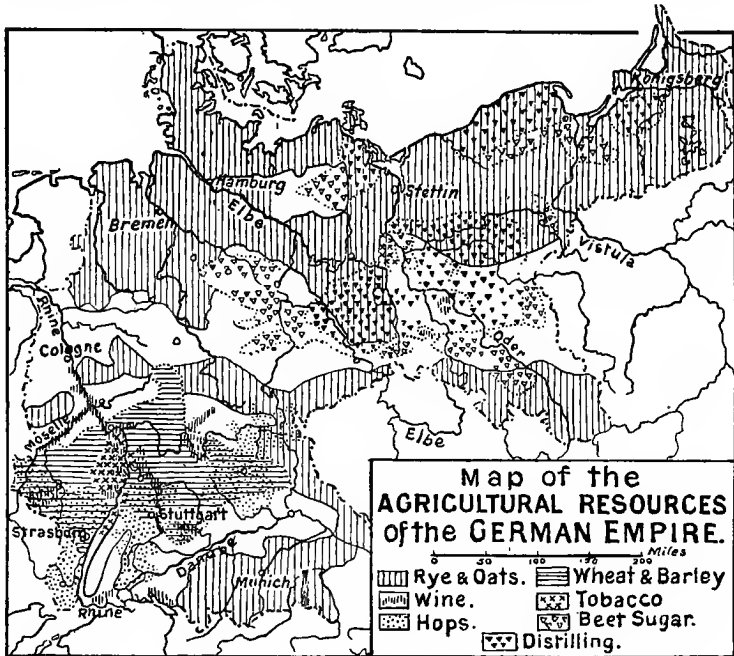 Königsberg
Hamburg
Stettin
Elbe
Bremen
Vistula
Rhine
Cologne
Oder
Moselle
Elbe
Stuttgart
Strasburg
Danube
Munich
Rhine
Map of the
AGRICULTURAL RESOURCES
of the GERMAN EMPIRE.
0 50 100 150 200 Miles
Rye & Oats. Wheat & Barley
Wine. Tobacco
Hops. Beet Sugar.
Distilling.